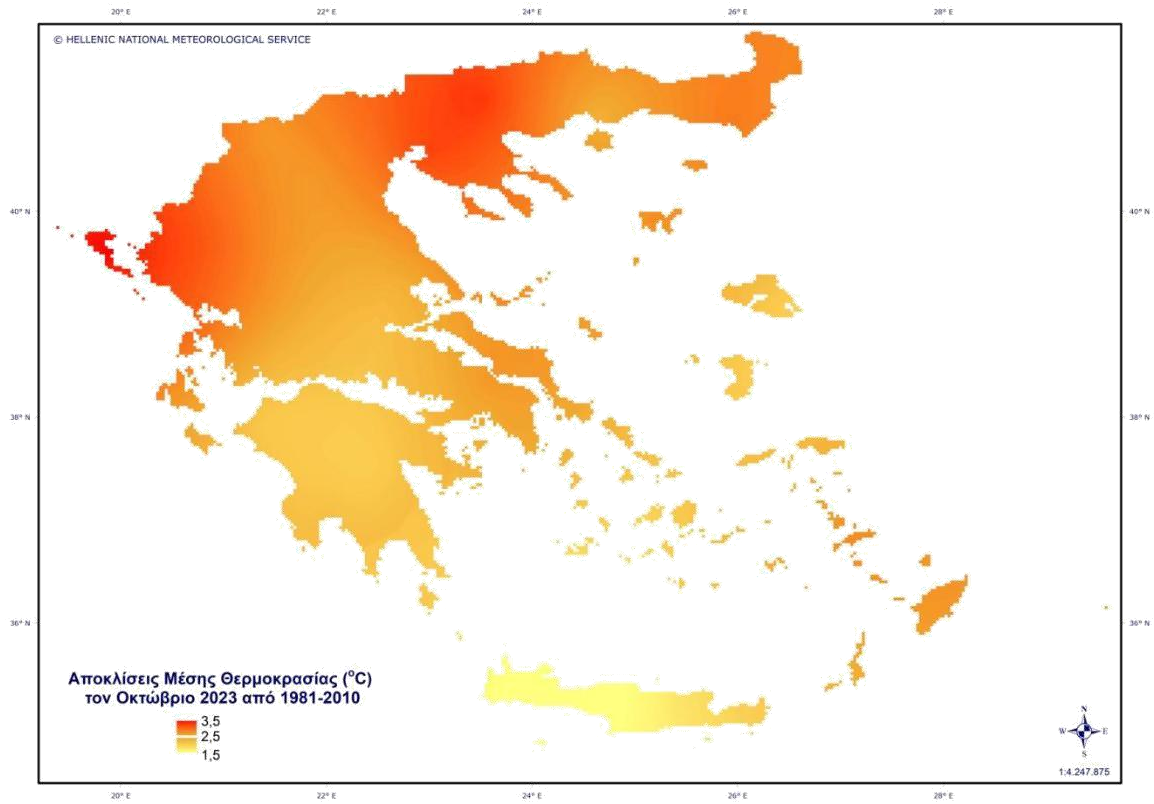 20° E 22° E 24° E 26° E 28° E
© HELLENIC NATIONAL METEOROLOGICAL SERVICE
40° N 40° N
38° N 38° N
36° N 36° N
Αποκλίσεις Μέσης Θερμοκρασίας (°C)
τον Οκτώβριο 2023 από 1981-2010
3,5
2,5
1,5
N
W E
S
1:4.247.875
20° E 22° E 24° E 26° E 28° E